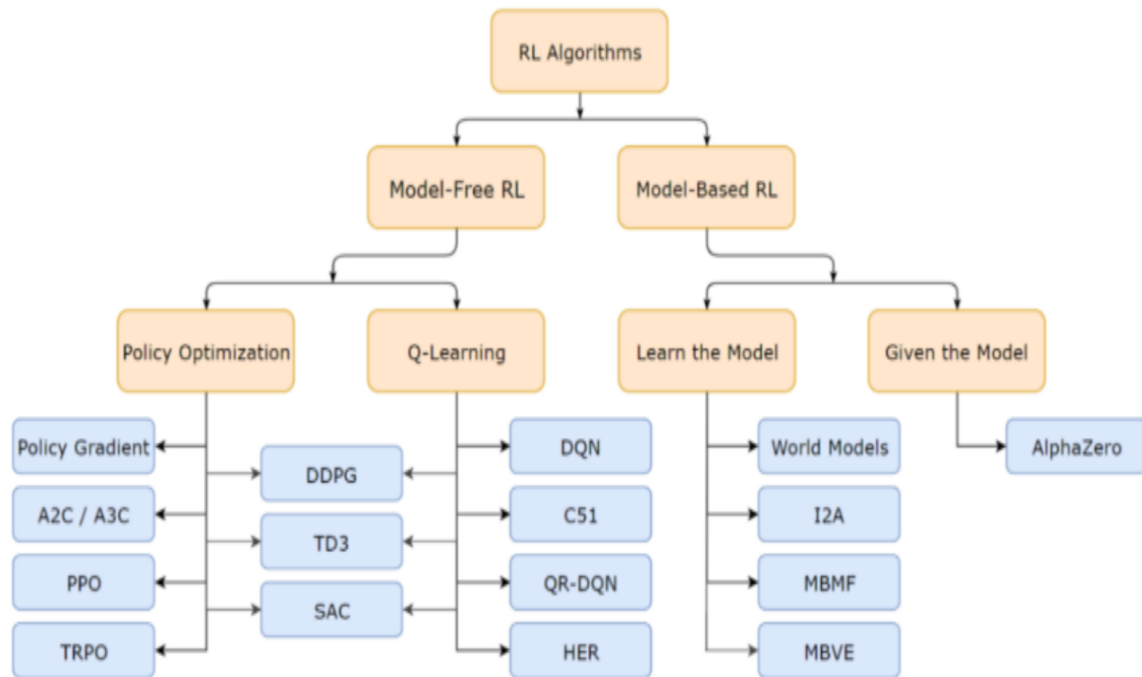 RL Algorithms
Model-Free RL
Model-Based RL
Policy Optimization
Q-Learning
Learn the Model
Given the Model
Policy Gradient
DQN
World Models
AlphaZero
DDPG
A2C / A3C
C51
I2A
TD3
PPO
QR-DQN
MBMF
SAC
TRPO
HER
MBVE